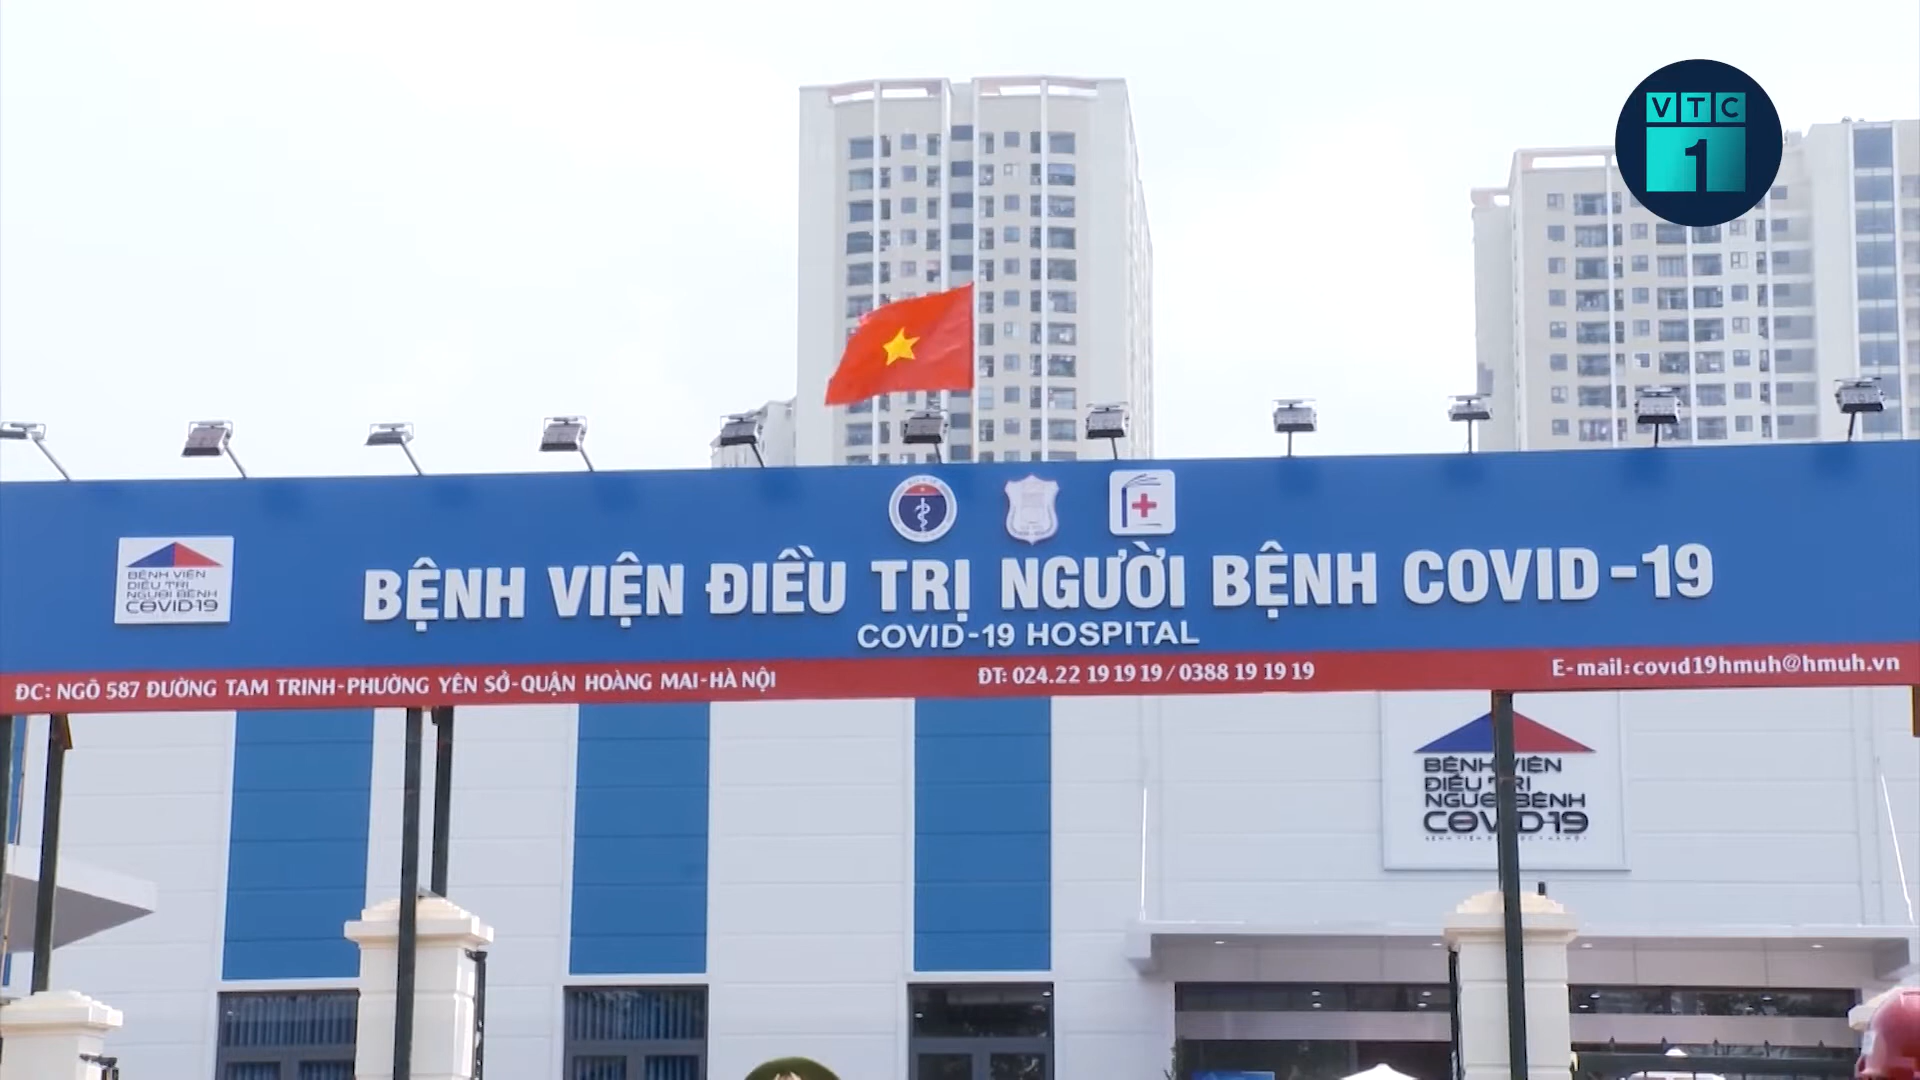 VTC
1
BỆNH VIỆN
ĐIỀU TRỊ
NGƯỜI BỆNH
COVID-19
BỆNH VIỆN ĐIỀU TRỊ NGƯỜI BỆNH COVID-19
COVID-19 HOSPITAL
ĐC: NGÕ 587 ĐƯỜNG TAM TRINH-PHƯỜNG YÊN SỞ-QUẬN HOÀNG MAI-HÀ NỘI
ĐT: 024.22 19 19 19 / 0388 19 19 19
E-mail:covid19hmuh@hmuh.vn
BỆNH VIỆN
ĐIỀU TRỊ
NGƯỜI BỆNH
COVID-19